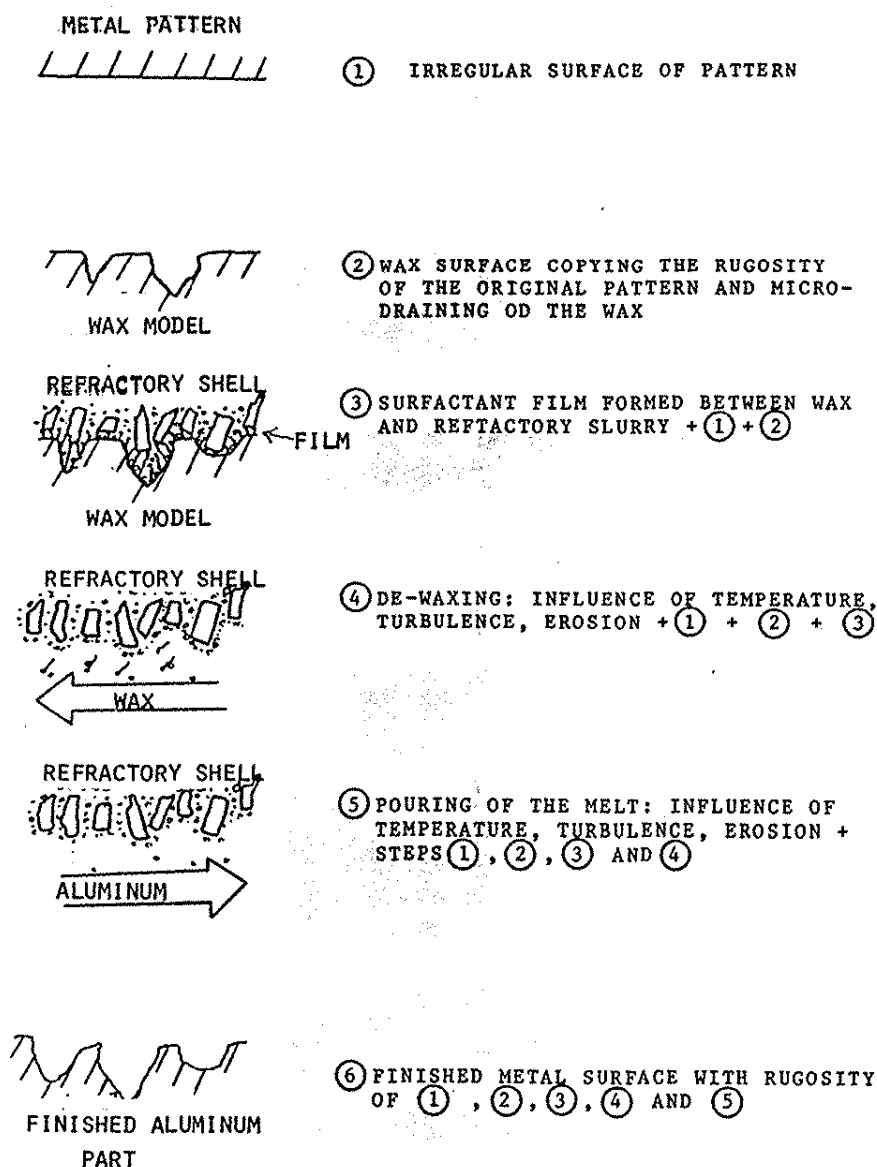 METAL PATTERN
① IRREGULAR SURFACE OF PATTERN
② WAX SURFACE COPYING THE RUGOSITY
OF THE ORIGINAL PATTERN AND MICRO-
DRAINING OD THE WAX
WAX MODEL
REFRACTORY SHELL
③ SURFACTANT FILM FORMED BETWEEN WAX
AND REFTACTORY SLURRY + ① + ②
FILM
WAX MODEL
REFRACTORY SHELL
④ DE-WAXING: INFLUENCE OF TEMPERATURE,
TURBULENCE, EROSION + ① + ② + ③
WAX
REFRACTORY SHELL
⑤ POURING OF THE MELT: INFLUENCE OF
TEMPERATURE, TURBULENCE, EROSION +
STEPS ① , ② , ③ AND ④
ALUMINUM
⑥ FINISHED METAL SURFACE WITH RUGOSITY
OF ① , ② , ③ , ④ AND ⑤
FINISHED ALUMINUM
PART